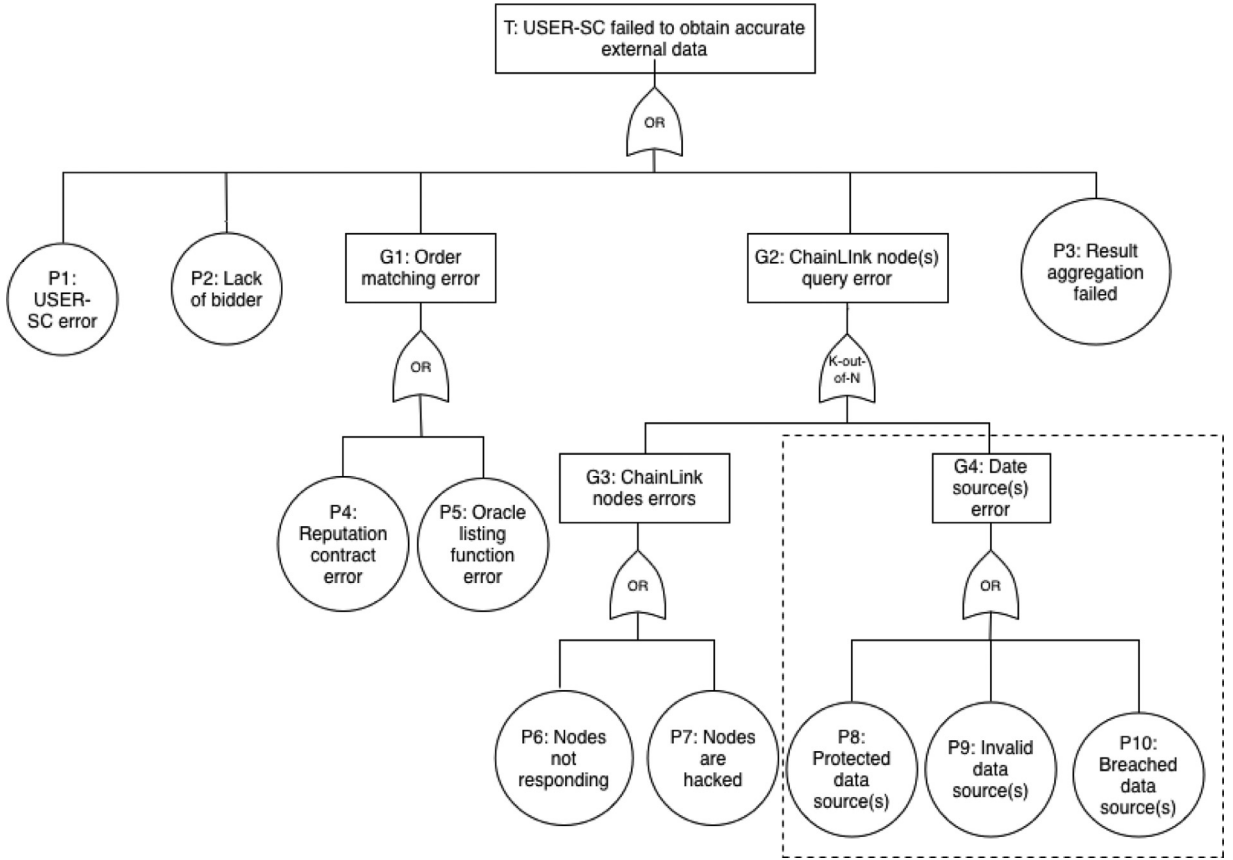 T: USER-SC failed to obtain accurate
external data
OR
P1:
USER-
SC error
P2: Lack
of bidder
G1: Order
matching error
G2: ChainLInk node(s)
query error
P3: Result
aggregation
failed
OR
K-out-
of-N
P4:
Reputation
contract
error
P5: Oracle
listing
function
error
G3: ChainLink
nodes errors
G4: Date
source(s)
error
OR
OR
P6: Nodes
not
responding
P7: Nodes
are
hacked
P8:
Protected
data
source(s)
P9: Invalid
data
source(s)
P10:
Breached
data
source(s)